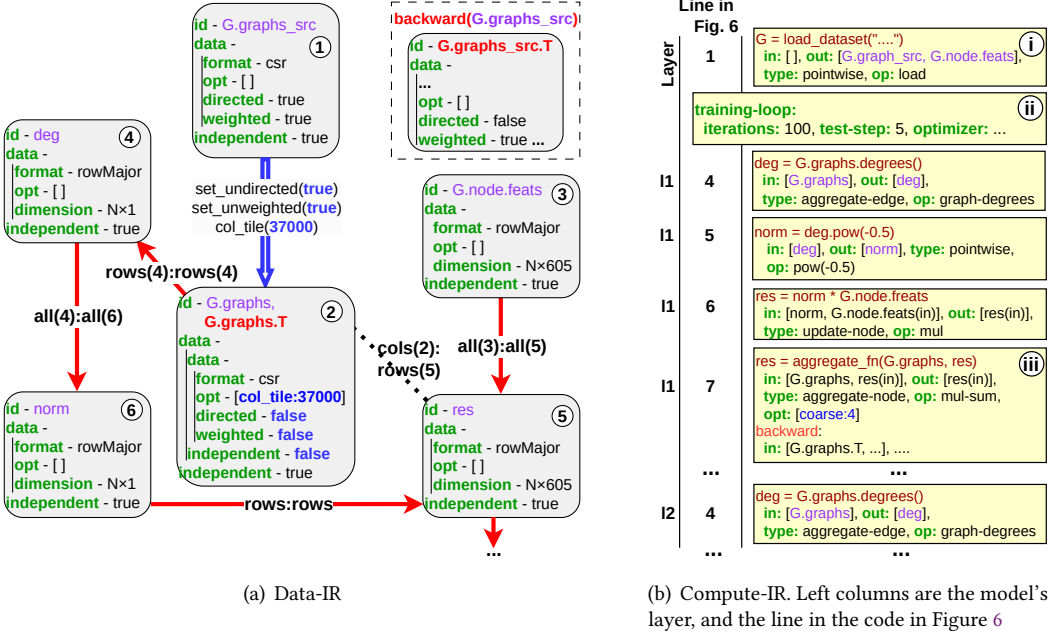 id - G.graphs_src
data -
format - csr
opt - [ ]
directed - true
weighted - true
independent - true
1
backward(G.graphs_src)
id - G.graphs_src.T
data -
...
opt - [ ]
directed - false
weighted - true ...
4
id - deg
data -
format - rowMajor
opt - [ ]
dimension - N×1
independent - true
set_undirected(true)
set_unweighted(true)
col_tile(37000)
3
id - G.node.feats
data -
format - rowMajor
opt - [ ]
dimension - N×605
independent - true
rows(4):rows(4)
all(4):all(6)
2
id - G.graphs,
G.graphs.T
data -
data -
format - csr
opt - [col_tile:37000]
directed - false
weighted - false
independent - false
independent - true
cols(2):
rows(5)
all(3):all(5)
6
id - norm
data -
format - rowMajor
opt - [ ]
dimension - N×1
independent - true
rows:rows
5
id - res
data -
format - rowMajor
opt - [ ]
dimension - N×605
independent - true
...
(a) Data-IR
Layer
Line in
Fig. 6
1
G = load_dataset("....")
in: [ ], out: [G.graph_src, G.node.feats],
type: pointwise, op: load
i
training-loop:
iterations: 100, test-step: 5, optimizer: ...
ii
l1
4
deg = G.graphs.degrees()
in: [G.graphs], out: [deg],
type: aggregate-edge, op: graph-degrees
l1
5
norm = deg.pow(-0.5)
in: [deg], out: [norm], type: pointwise,
op: pow(-0.5)
l1
6
res = norm * G.node.freats
in: [norm, G.node.feats(in)], out: [res(in)],
type: update-node, op: mul
l1
7
res = aggregate_fn(G.graphs, res)
in: [G.graphs, res(in)], out: [res(in)],
type: aggregate-node, op: mul-sum,
opt: [coarse:4]
backward:
in: [G.graphs.T, ...], ....
iii
...
...
l2
4
deg = G.graphs.degrees()
in: [G.graphs], out: [deg],
type: aggregate-edge, op: graph-degrees
...
...
(b) Compute-IR. Left columns are the model's
layer, and the line in the code in Figure 6